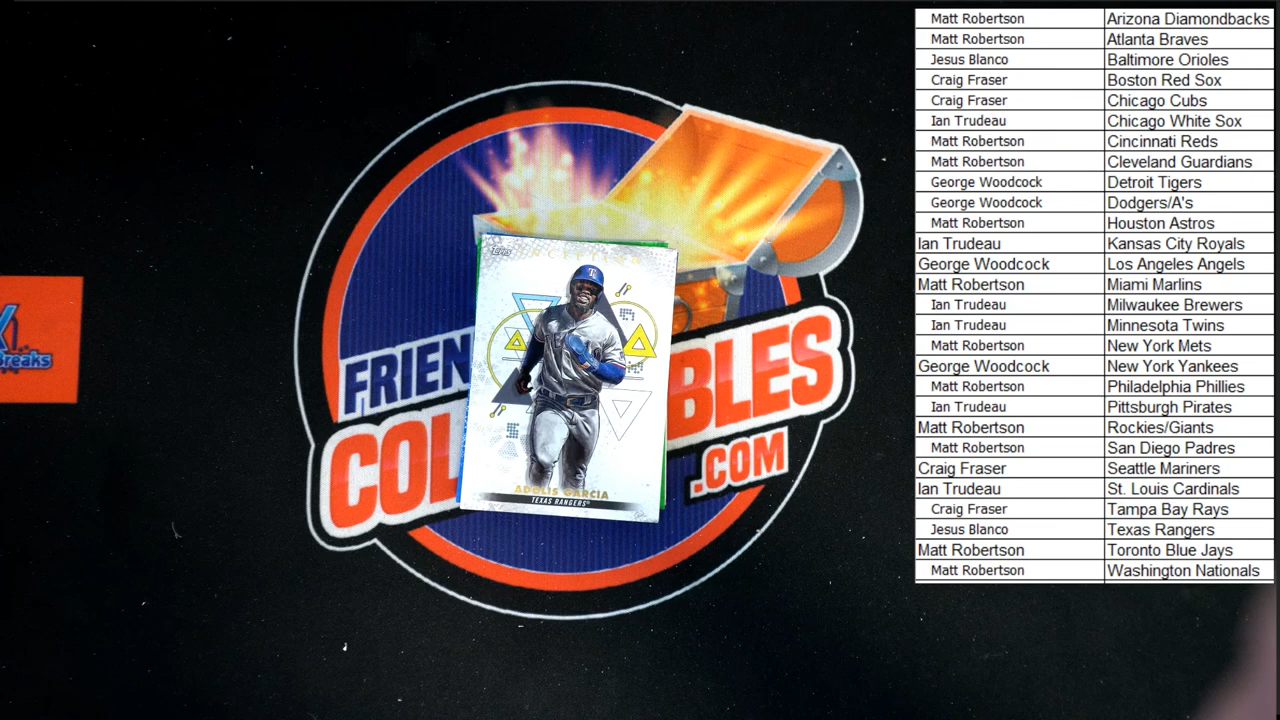 Matt Robertson Arizona Diamondbacks
Matt Robertson Atlanta Braves
Jesus Blanco Baltimore Orioles
Craig Fraser Boston Red Sox
Craig Fraser Chicago Cubs
Ian Trudeau Chicago White Sox
Matt Robertson Cincinnati Reds
Matt Robertson Cleveland Guardians
George Woodcock Detroit Tigers
George Woodcock Dodgers/A's
Matt Robertson Houston Astros
Ian Trudeau Kansas City Royals
George Woodcock Los Angeles Angels
Matt Robertson Miami Marlins
Ian Trudeau Milwaukee Brewers
Ian Trudeau Minnesota Twins
Matt Robertson New York Mets
George Woodcock New York Yankees
Matt Robertson Philadelphia Phillies
Ian Trudeau Pittsburgh Pirates
Matt Robertson Rockies/Giants
Matt Robertson San Diego Padres
Craig Fraser Seattle Mariners
Ian Trudeau St. Louis Cardinals
Craig Fraser Tampa Bay Rays
Jesus Blanco Texas Rangers
Matt Robertson Toronto Blue Jays
Matt Robertson Washington Nationals
Breaks
FRIEN
COL BLES
.COM
Topps
T
ADOLIS GARCIA
TEXAS RANGERS